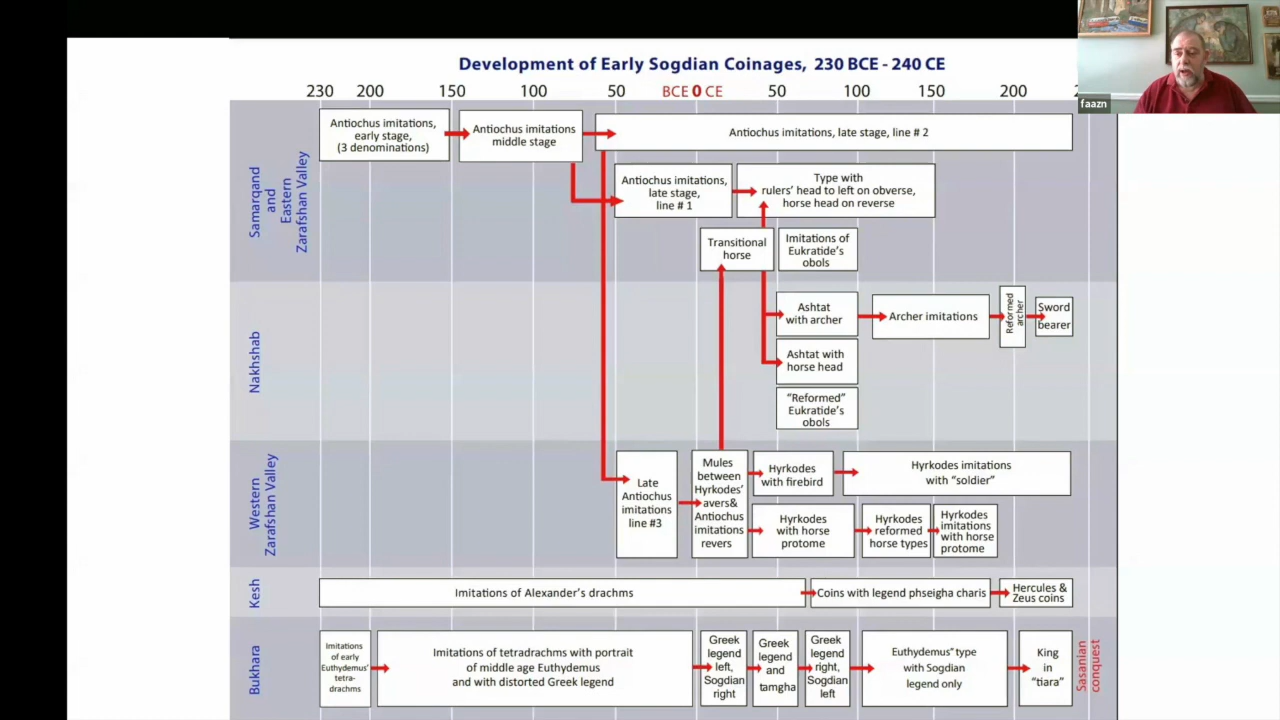 faazn
Development of Early Sogdian Coinages, 230 BCE - 240 CE
230 200 150 100 50 BCE 0 CE 50 100 150 200 2
Samarqand
and
Eastern
Zarafshan Valley
Antiochus imitations,
early stage,
(3 denominations)
Antiochus imitations
middle stage
Antiochus imitations, late stage, line # 2
Antiochus imitations,
late stage,
line # 1
Type with
rulers' head to left on obverse,
horse head on reverse
Transitional
horse
Imitations of
Eukratide's
obols
Nakhshab
Ashtat
with archer
Archer imitations
Reformed
archer
Sword
bearer
Ashtat with
horse head
"Reformed"
Eukratide's
obols
Western
Zarafshan Valley
Late
Antiochus
imitations
line #3
Mules
between
Hyrkodes'
avers&
Antiochus
imitations
revers
Hyrkodes
with firebird
Hyrkodes imitations
with "soldier"
Hyrkodes
with horse
protome
Hyrkodes
reformed
horse types
Hyrkodes
imitations
with horse
protome
Kesh
Imitations of Alexander's drachms
Coins with legend phseigha charis
Hercules &
Zeus coins
Bukhara
Imitations
of early
Euthydemus'
tetra-
drachms
Imitations of tetradrachms with portrait
of middle age Euthydemus
and with distorted Greek legend
Greek
legend
left,
Sogdian
right
Greek
legend
and
tamgha
Greek
legend
right,
Sogdian
left
Euthydemus" type
with Sogdian
legend only
King
in
"tiara"
Sasanian
conquest